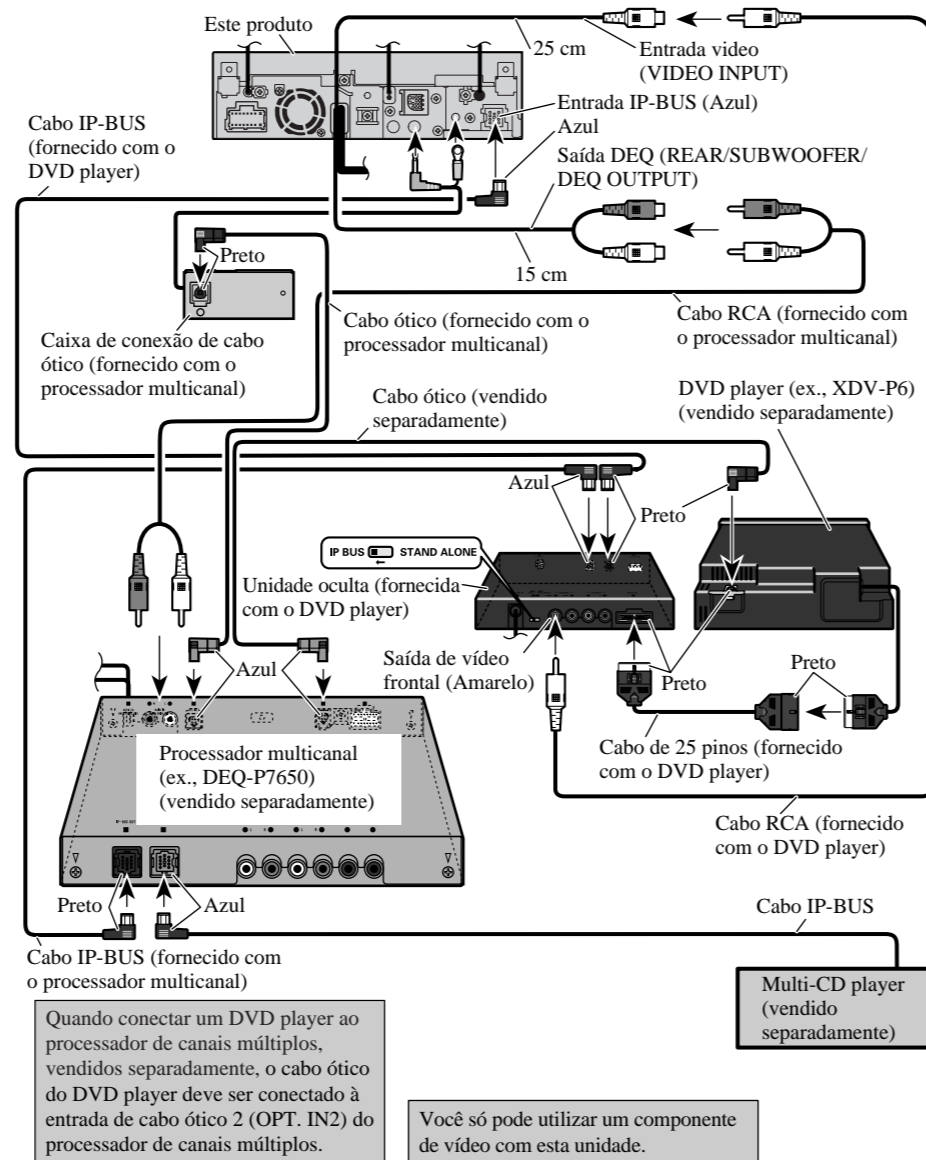 Este produto
25 cm
Entrada video
(VIDEO INPUT)
Entrada IP-BUS (Azul)
Azul
Cabo IP-BUS
(fornecido com o
DVD player)
Saída DEQ (REAR/SUBWOOFER/
DEQ OUTPUT)
Preto
15 cm
Caixa de conexão de cabo
ótico (fornecido com o
processador multicanal)
Cabo ótico (fornecido com o
processador multicanal)
Cabo RCA (fornecido com
o processador multicanal)
Cabo ótico (vendido
separadamente)
DVD player (ex., XDV-P6)
(vendido separadamente)
Azul
Preto
IP BUS STAND ALONE
Unidade oculta (fornecida
com o DVD player)
Saída de vídeo
frontal (Amarelo)
Preto
Preto
Azul
Cabo de 25 pinos (fornecido
com o DVD player)
Processador multicanal
(ex., DEQ-P7650)
(vendido separadamente)
Cabo RCA (fornecido
com o DVD player)
Preto
Azul
Cabo IP-BUS
Cabo IP-BUS (fornecido com
o processador multicanal)
Multi-CD player
(vendido
separadamente)
Quando conectar um DVD player ao
processador de canais múltiplos,
vendidos separadamente, o cabo ótico
do DVD player deve ser conectado à
entrada de cabo ótico 2 (OPT. IN2) do
processador de canais múltiplos.
Você só pode utilizar um componente
de vídeo com esta unidade.